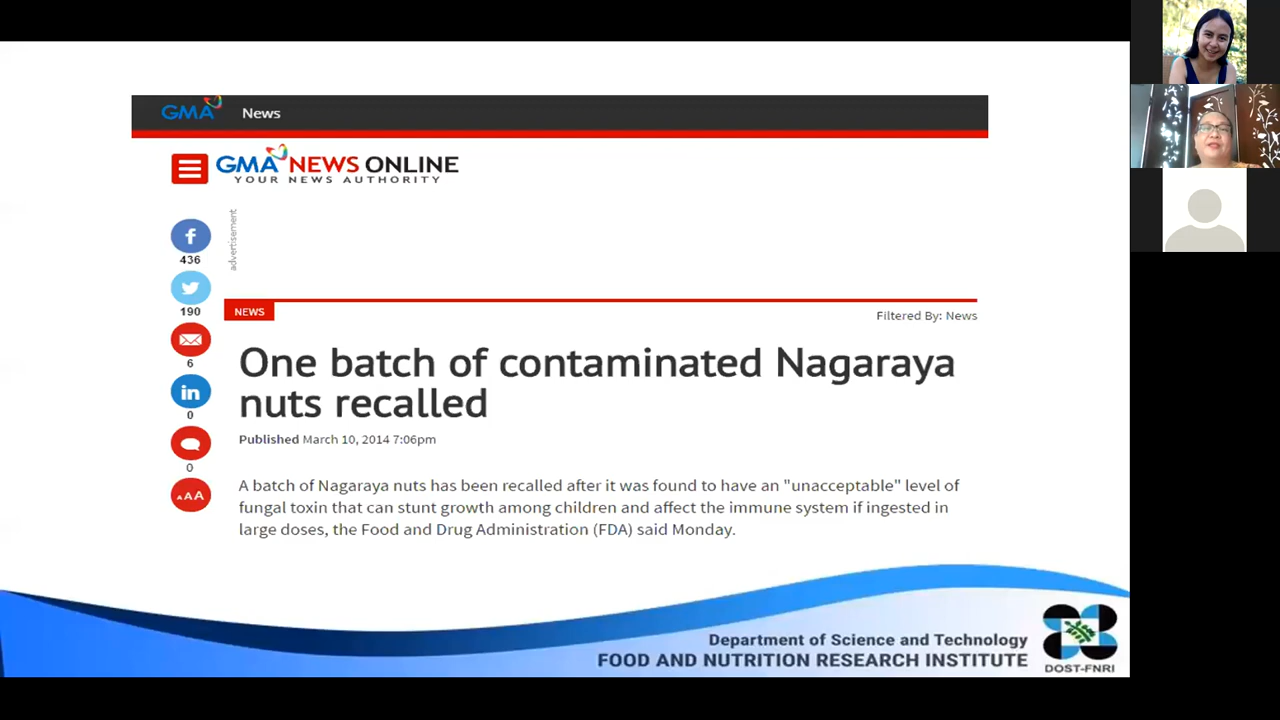 GMA News
GMA NEWS ONLINE
YOUR NEWS AUTHORITY
advertisement
436
190
6
0
0
AAA
NEWS
Filtered By: News
One batch of contaminated Nagaraya
nuts recalled
Published March 10, 2014 7:06pm
A batch of Nagaraya nuts has been recalled after it was found to have an "unacceptable" level of
fungal toxin that can stunt growth among children and affect the immune system if ingested in
large doses, the Food and Drug Administration (FDA) said Monday.
Department of Science and Technology
FOOD AND NUTRITION RESEARCH INSTITUTE
DOST-FNRI